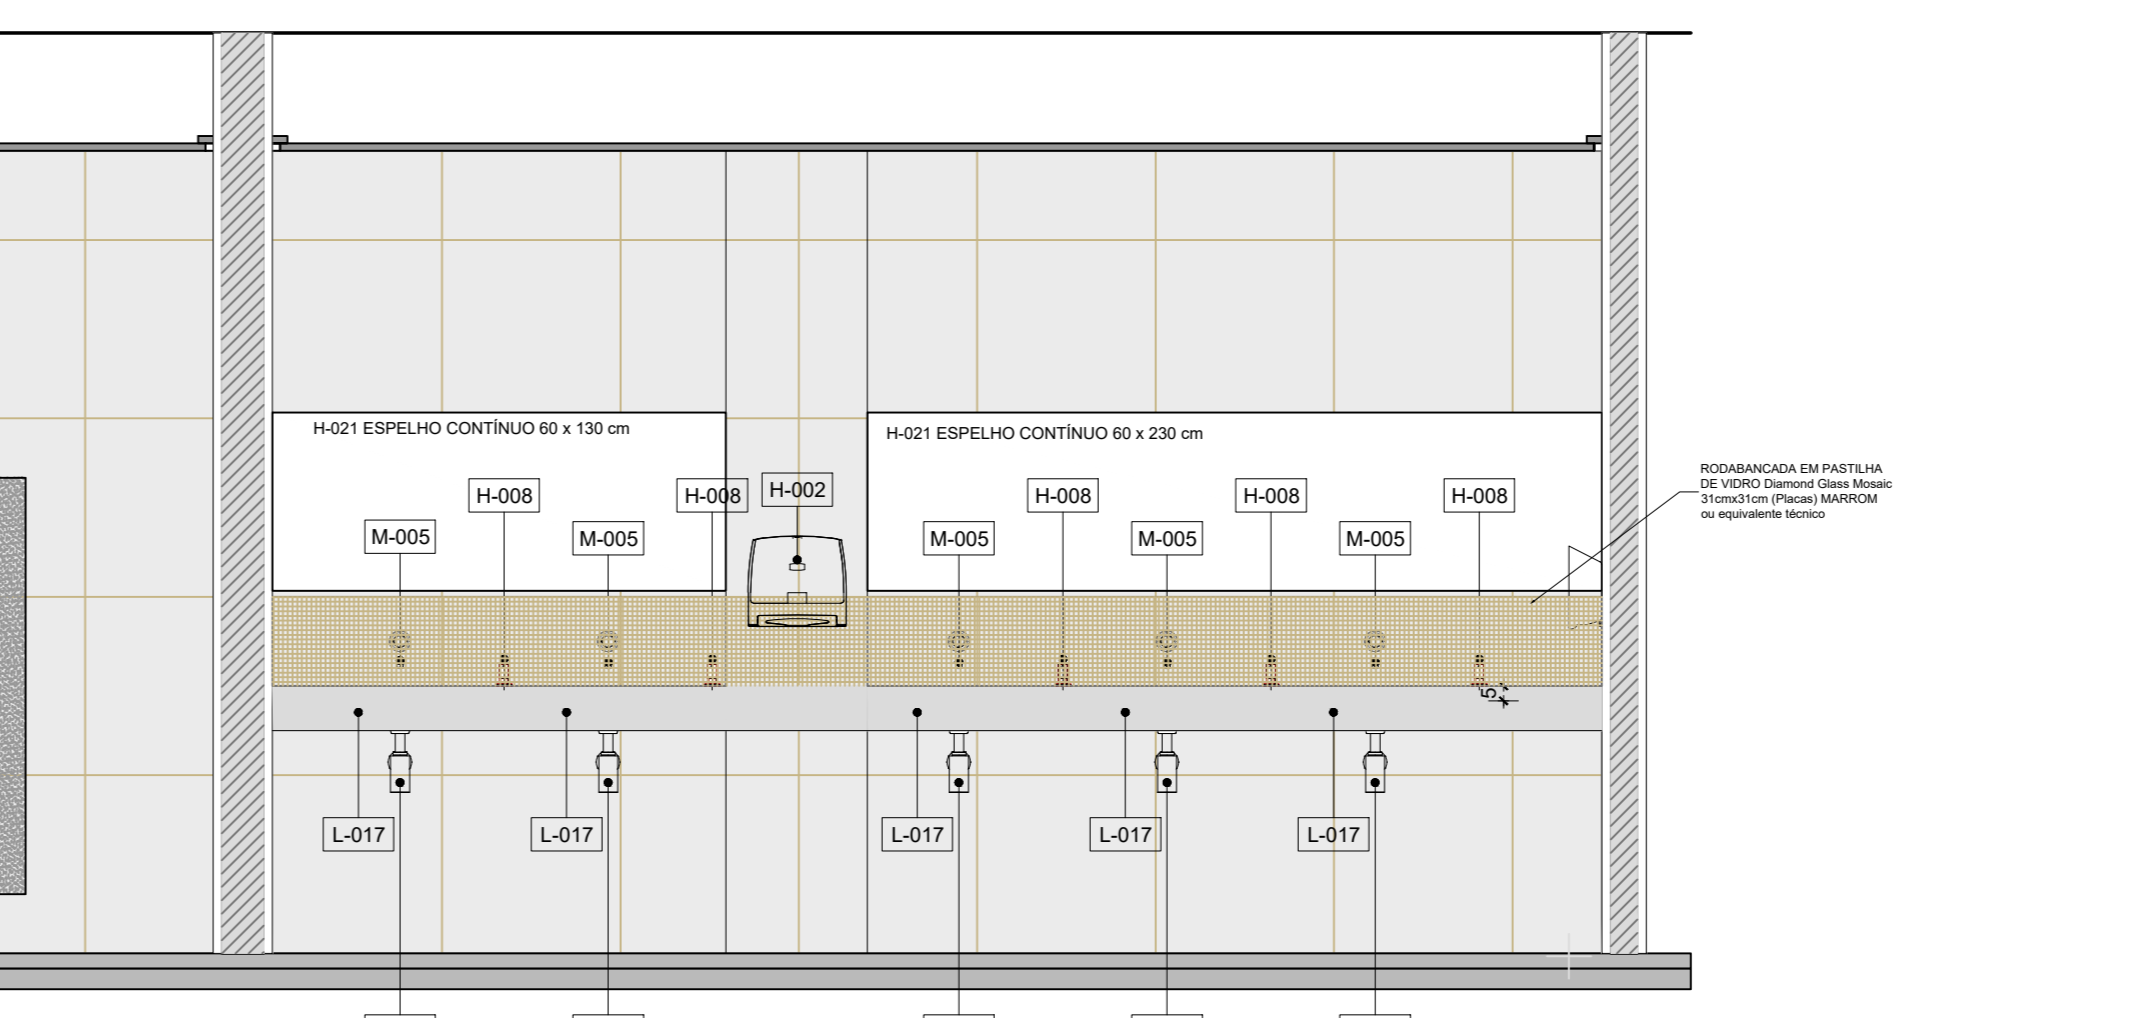 H-021 ESPELHO CONTÍNUO 60 x 130 cm
H-021 ESPELHO CONTÍNUO 60 x 230 cm
RODABANCADA EM PASTILHA
DE VIDRO Diamond Glass Mosaic
31cmx31cm (Placas) MARROM
ou equivalente técnico
H-008
H-008
H-002
H-008
H-008
H-008
M-005
M-005
M-005
M-005
M-005
5
L-017
L-017
L-017
L-017
L-017